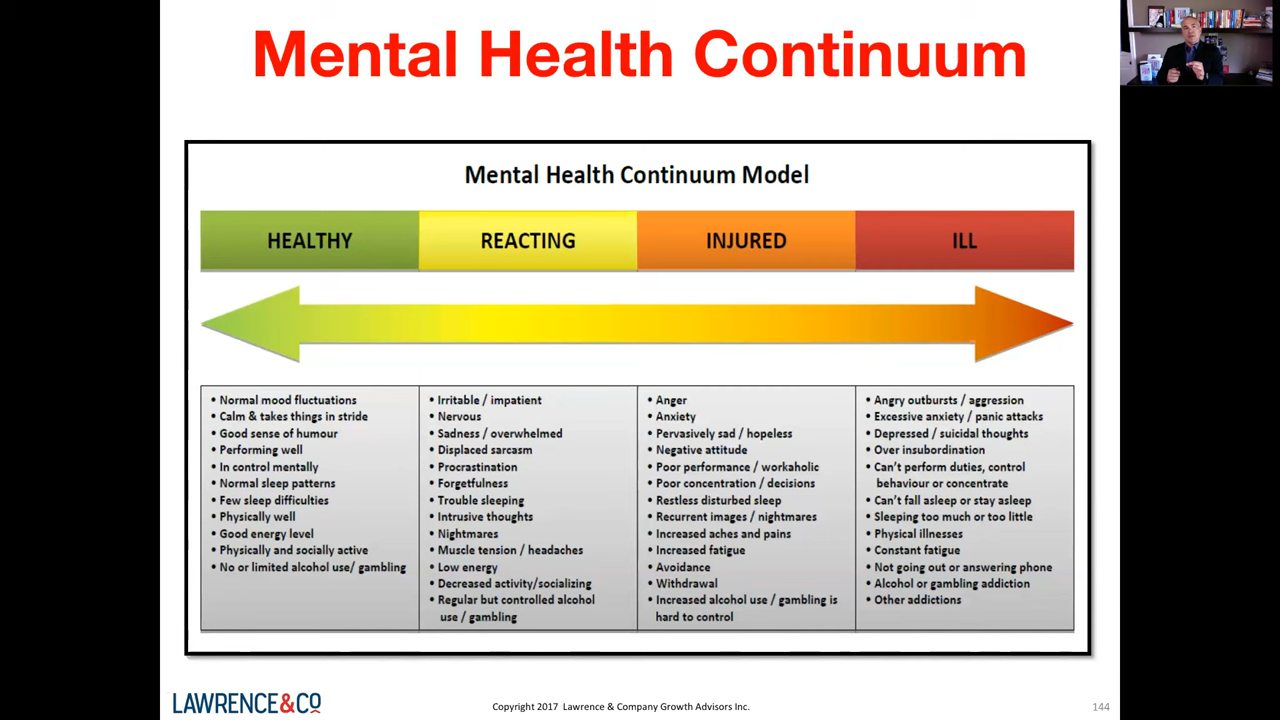 Mental Health Continuum
Mental Health Continuum Model
HEALTHY
REACTING
INJURED
ILL
• Normal mood fluctuations
• Calm & takes things in stride
• Good sense of humour
• Performing well
• In control mentally
• Normal sleep patterns
• Few sleep difficulties
• Physically well
• Good energy level
• Physically and socially active
• No or limited alcohol use/ gambling
• Irritable / impatient
• Nervous
• Sadness / overwhelmed
• Displaced sarcasm
• Procrastination
• Forgetfulness
• Trouble sleeping
• Intrusive thoughts
• Nightmares
• Muscle tension / headaches
• Low energy
• Decreased activity/socializing
• Regular but controlled alcohol
use / gambling
• Anger
• Anxiety
• Pervasively sad / hopeless
• Negative attitude
• Poor performance / workaholic
• Poor concentration / decisions
• Restless disturbed sleep
• Recurrent images / nightmares
• Increased aches and pains
• Increased fatigue
• Avoidance
• Withdrawal
• Increased alcohol use / gambling is
hard to control
• Angry outbursts / aggression
• Excessive anxiety / panic attacks
• Depressed / suicidal thoughts
• Over insubordination
• Can't perform duties, control
behaviour or concentrate
• Can't fall asleep or stay asleep
• Sleeping too much or too little
• Physical illnesses
• Constant fatigue
• Not going out or answering phone
• Alcohol or gambling addiction
• Other addictions
LAWRENCE&CO
Copyright 2017 Lawrence & Company Growth Advisors Inc.
144